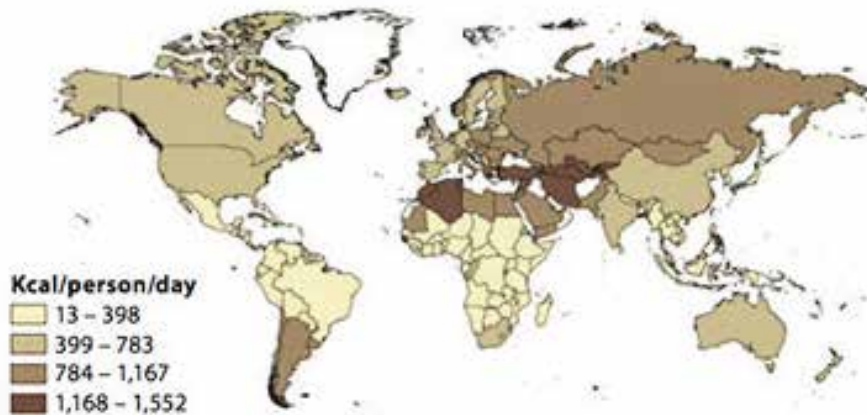 Kcal/person/day
13 – 398
399 – 783
784 – 1,167
1,168 – 1,552